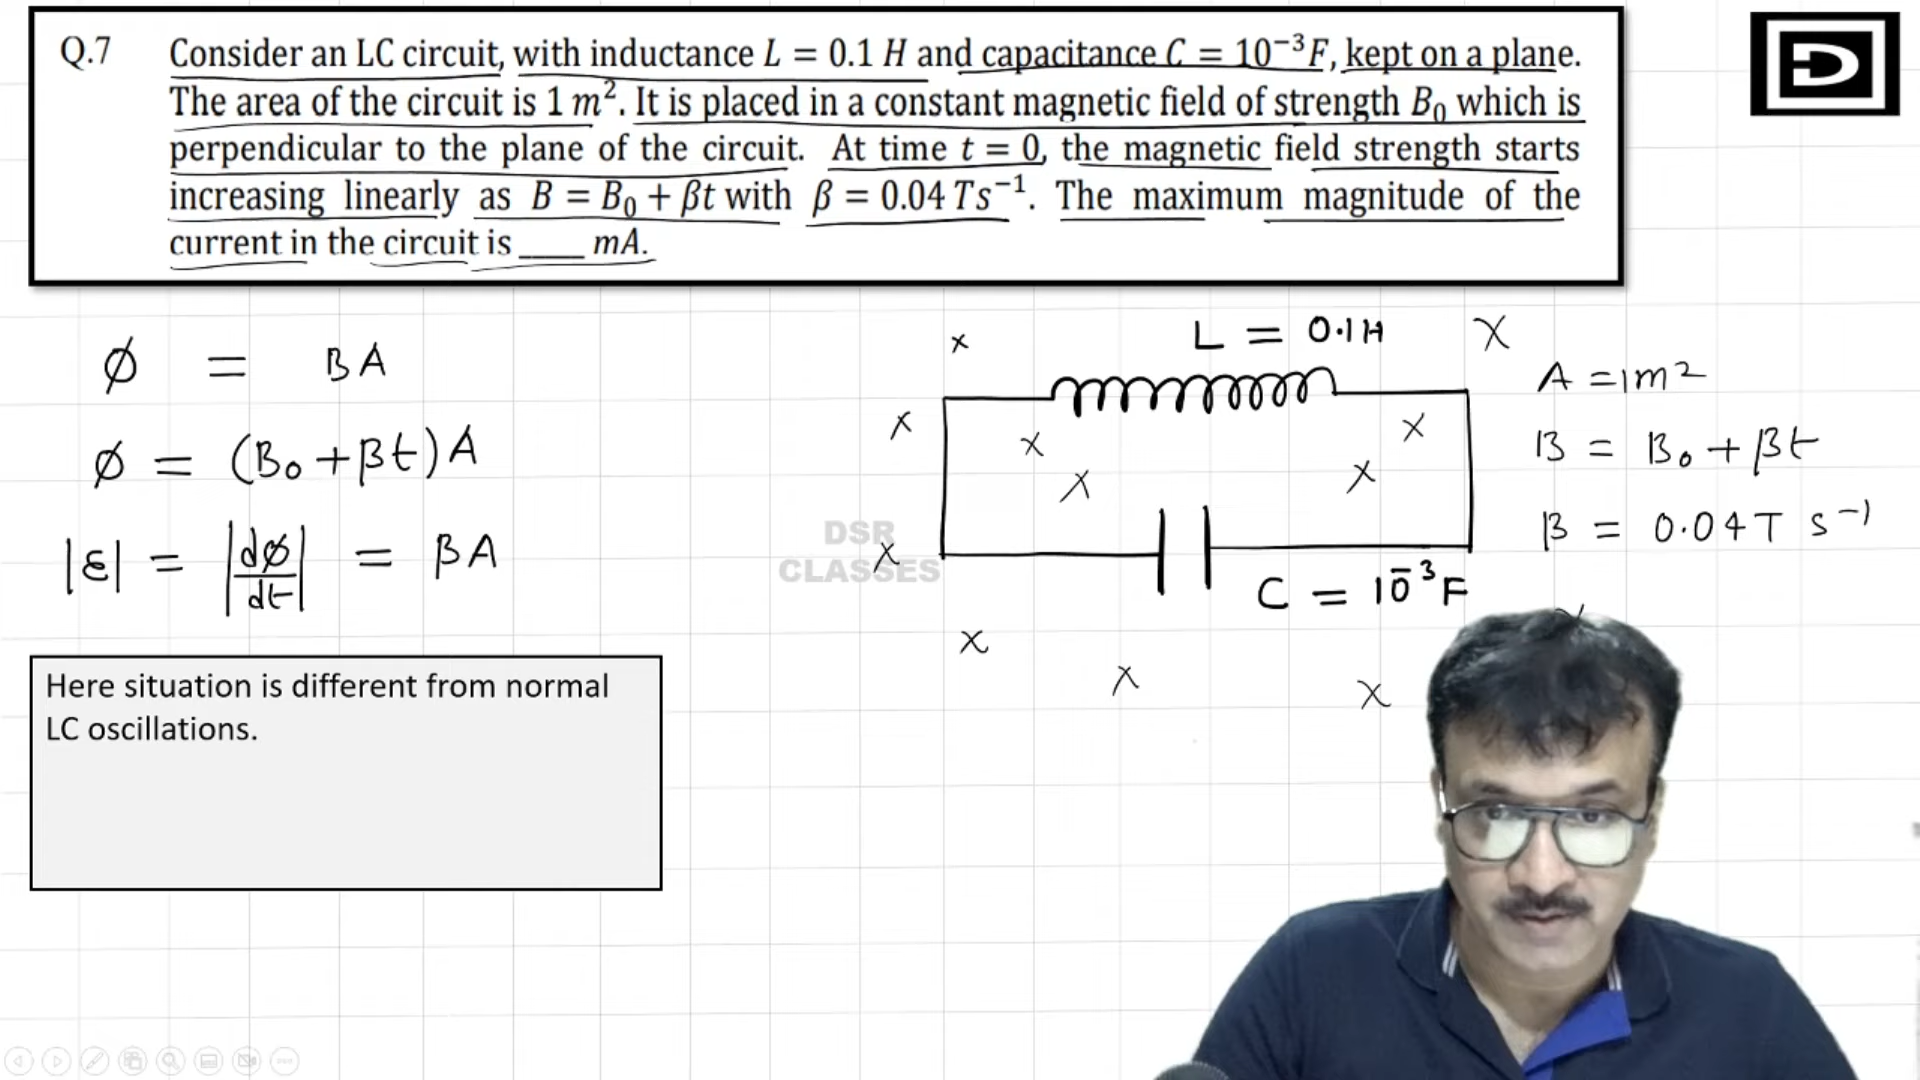 Q.7 Consider an LC circuit, with inductance L = 0.1 H and capacitance C = 10⁻³F, kept on a plane.
The area of the circuit is 1 m². It is placed in a constant magnetic field of strength B₀ which is
perpendicular to the plane of the circuit. At time t = 0, the magnetic field strength starts
increasing linearly as B = B₀ + βt with β = 0.04 Ts⁻¹. The maximum magnitude of the
current in the circuit is ____ mA.
D
ø = BA
ø = (B₀+βt)A
|ε| = |dø/dt| = βA
Here situation is different from normal
LC oscillations.
L = 0.1H
x x
x x x
x x
x
x x x
C = 10⁻³F
A = 1m²
B = B₀ + βt
β = 0.04T s⁻¹
DSR
CLASSES